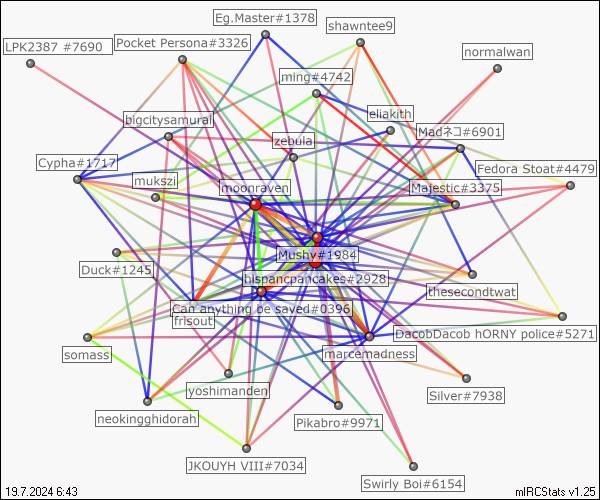 Eg.Master#1378
shawntee9
LPK2387 #7690
Pocket Persona#3326
normalwan
ming#4742
eliakith
bigcitysamurai
Madネコ#6901
zebula
Cypha#1717
Fedora Stoat#4479
mukszi
moonraven
Majestic#3375
Mushy#1984
Duck#1245
hispancpancakes#2928
thesecondtwat
Can anything be saved#0396
frisout
DacobDacob hORNY police#5271
somass
marcemadness
yoshimanden
Silver#7938
neokingghidorah
Pikabro#9971
JKOUYH VIII#7034
Swirly Boi#6154
19.7.2024 6:43
mIRCStats v1.25